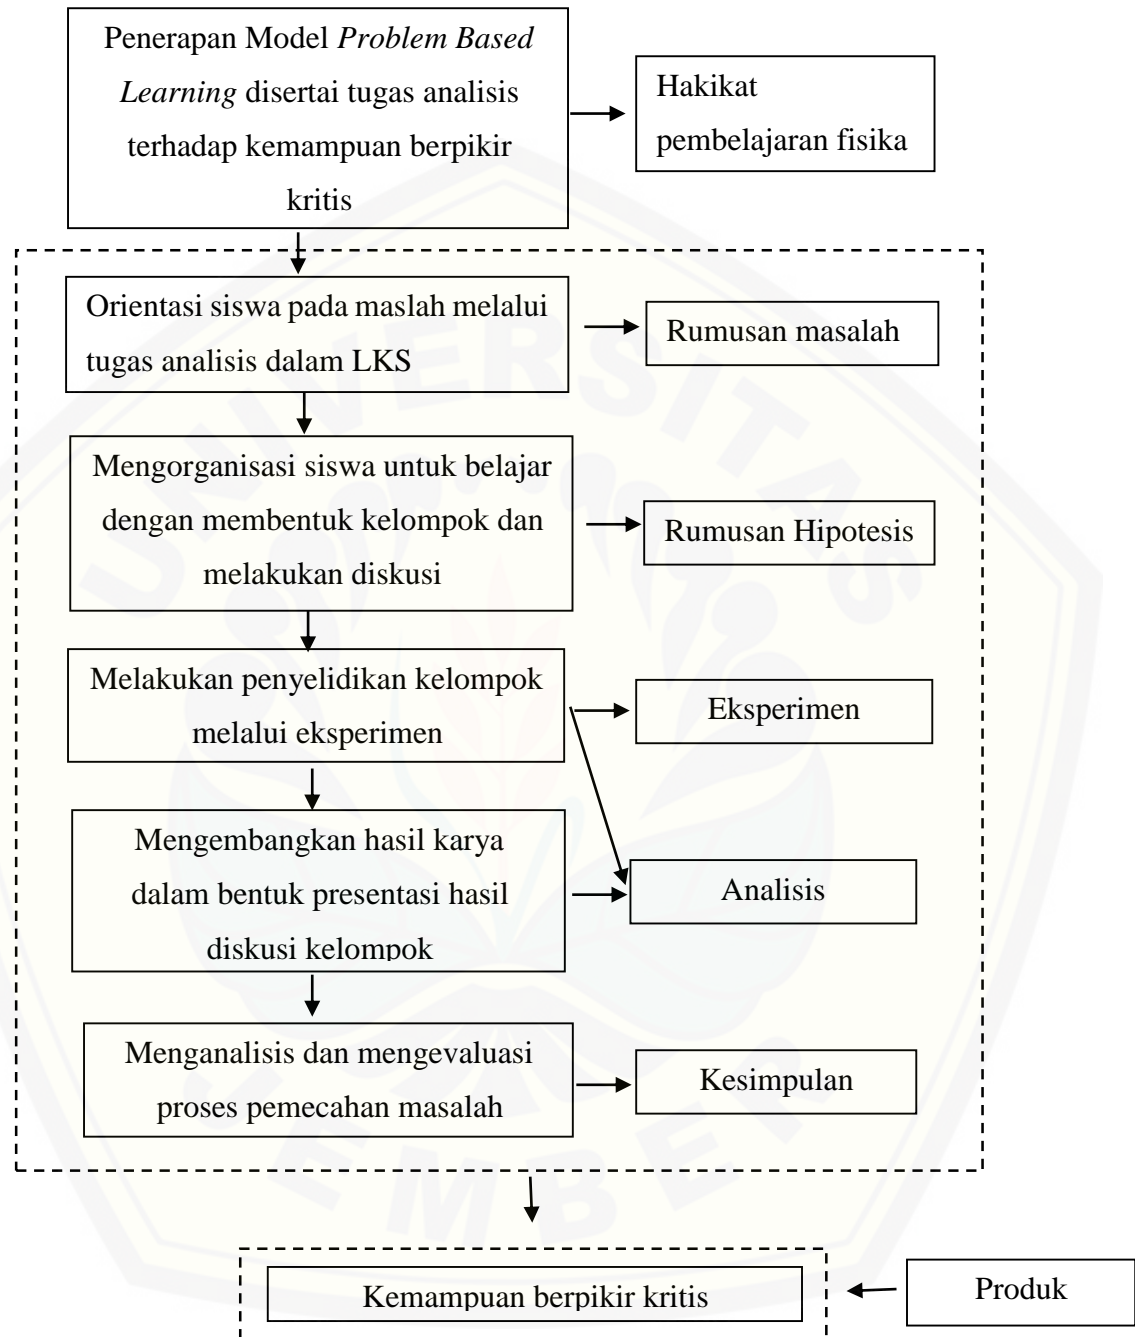 Penerapan Model Problem Based
Learning disertai tugas analisis
terhadap kemampuan berpikir
kritis
Hakikat
pembelajaran fisika
Orientasi siswa pada maslah melalui
tugas analisis dalam LKS
Rumusan masalah
Mengorganisasi siswa untuk belajar
dengan membentuk kelompok dan
melakukan diskusi
Rumusan Hipotesis
Melakukan penyelidikan kelompok
melalui eksperimen
Eksperimen
Mengembangkan hasil karya
dalam bentuk presentasi hasil
diskusi kelompok
Analisis
Menganalisis dan mengevaluasi
proses pemecahan masalah
Kesimpulan
Kemampuan berpikir kritis
Produk
UNIVERSITAS
JEMBER